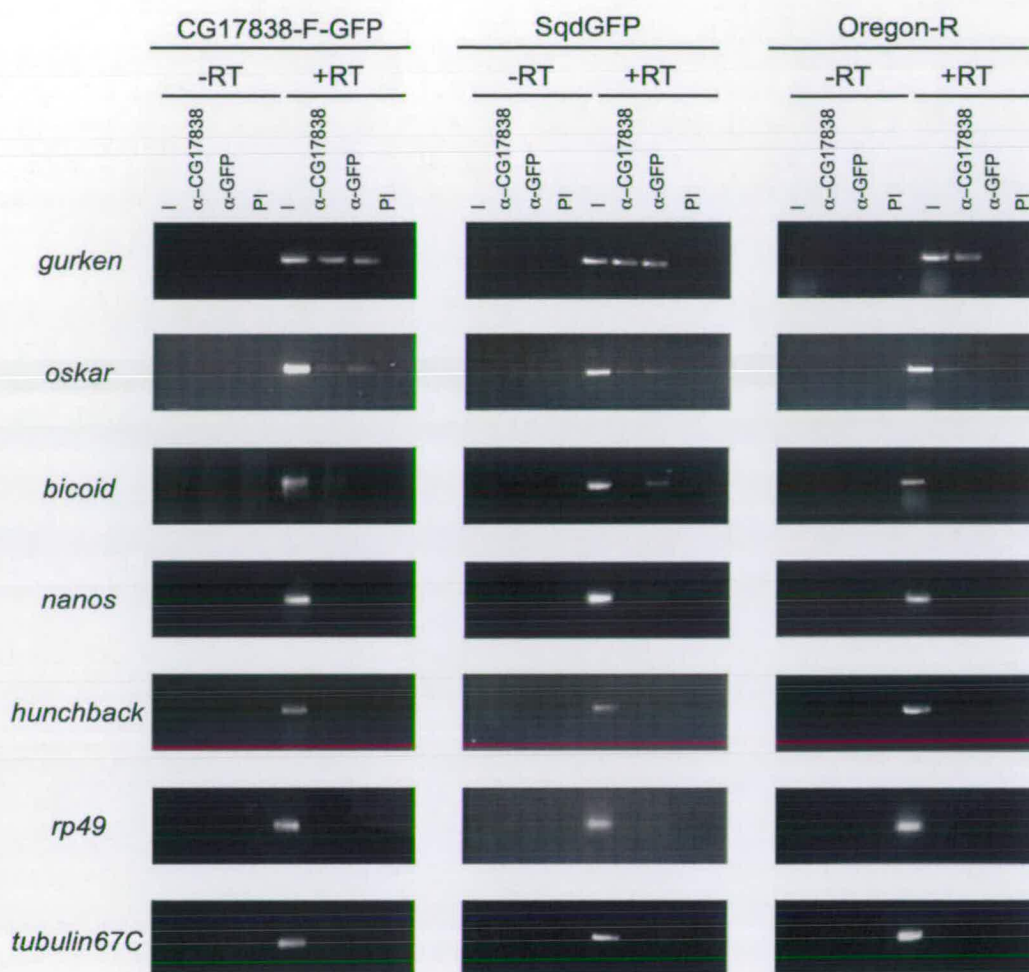 CG17838-F-GFP SqdGFP Oregon-R
-RT +RT -RT +RT -RT +RT
I α-CG17838 α-GFP PI I α-CG17838 α-GFP PI I α-CG17838 α-GFP PI I α-CG17838 α-GFP PI I α-CG17838 α-GFP PI I α-CG17838 α-GFP PI
gurken
oskar
bicoid
nanos
hunchback
rp49
tubulin67C